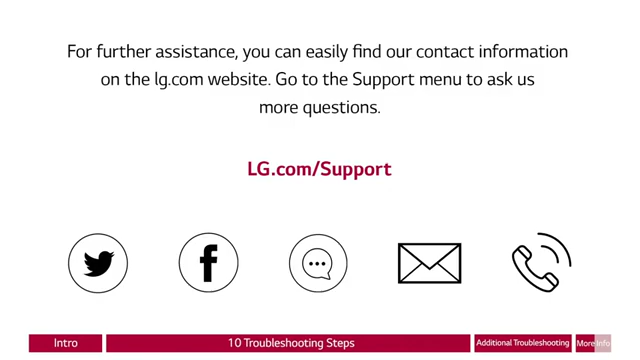 For further assistance, you can easily find our contact information
on the lg.com website. Go to the Support menu to ask us
more questions.
LG.com/Support
Intro
10 Troubleshooting Steps
Additional Troubleshooting
More Info